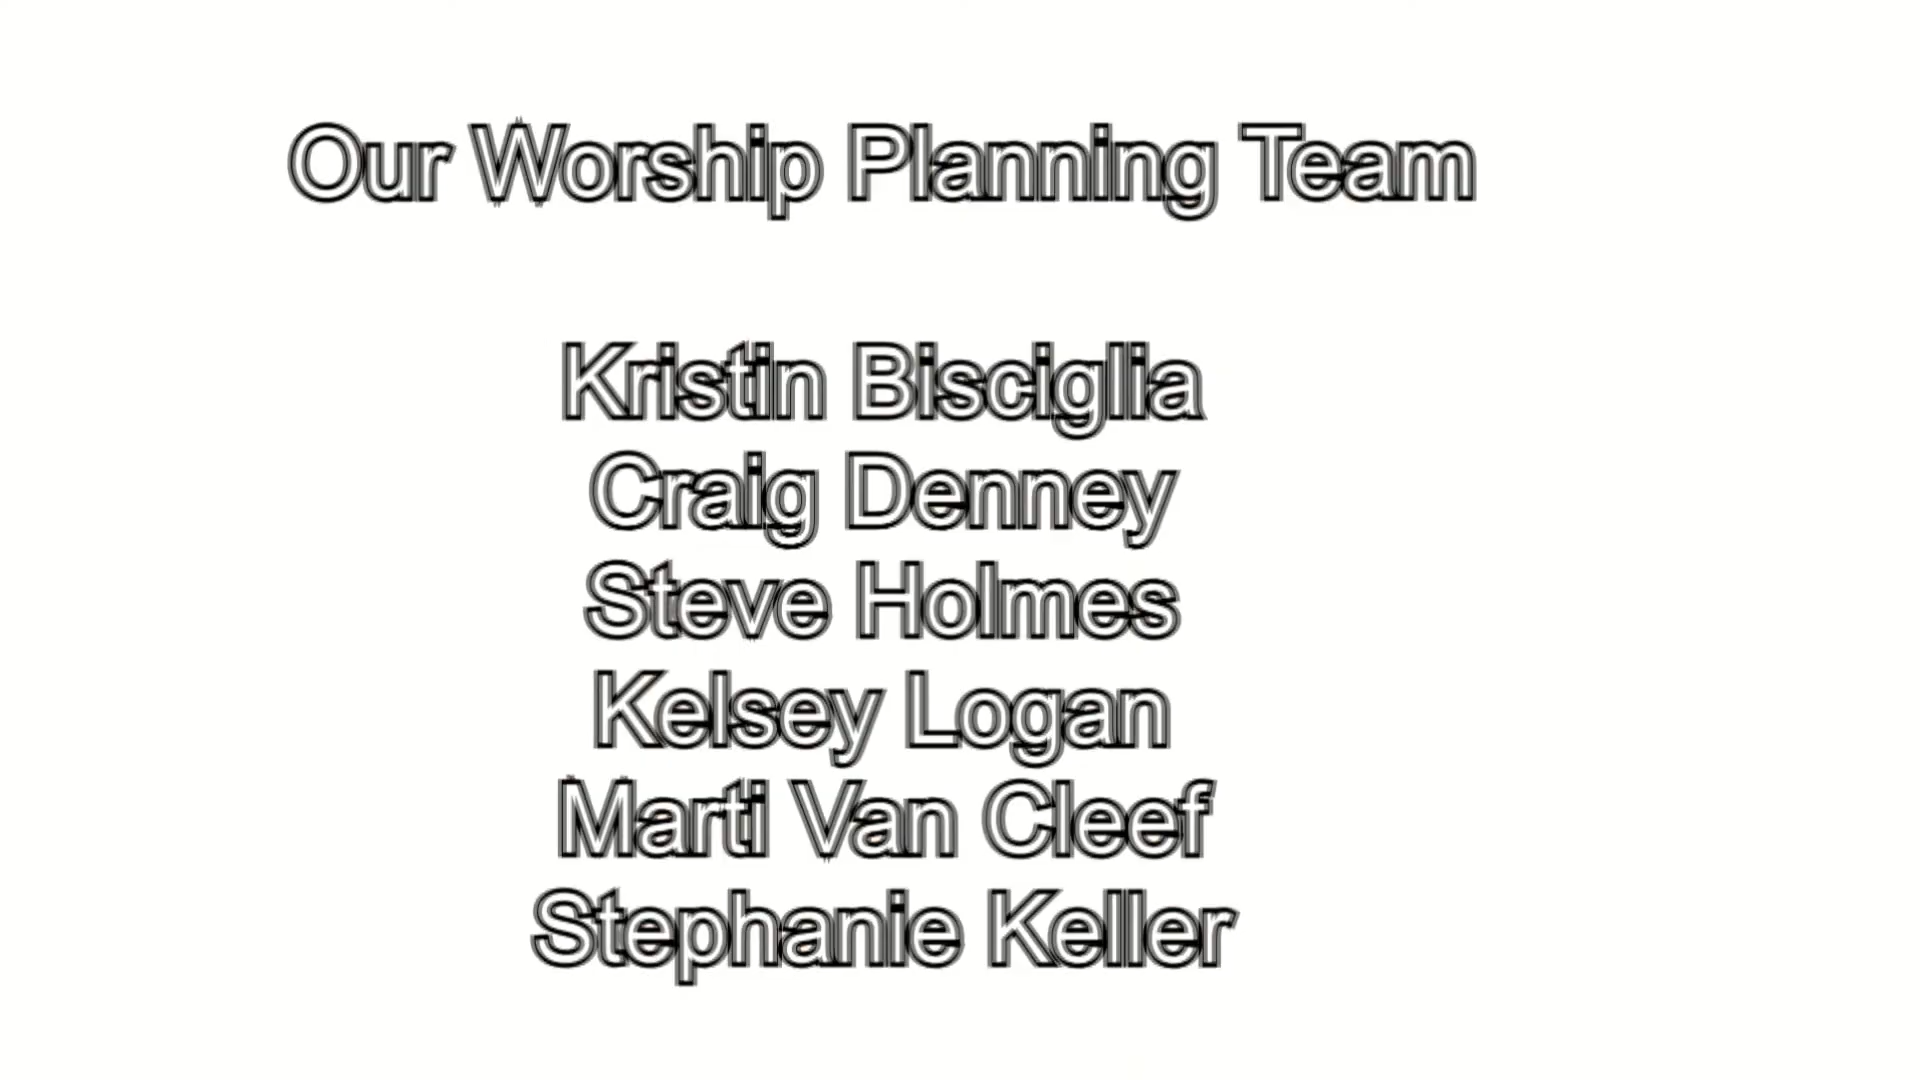 Our Worship Planning Team
Kristin Bisciglia
Craig Denney
Steve Holmes
Kelsey Logan
Marti Van Cleef
Stephanie Keller